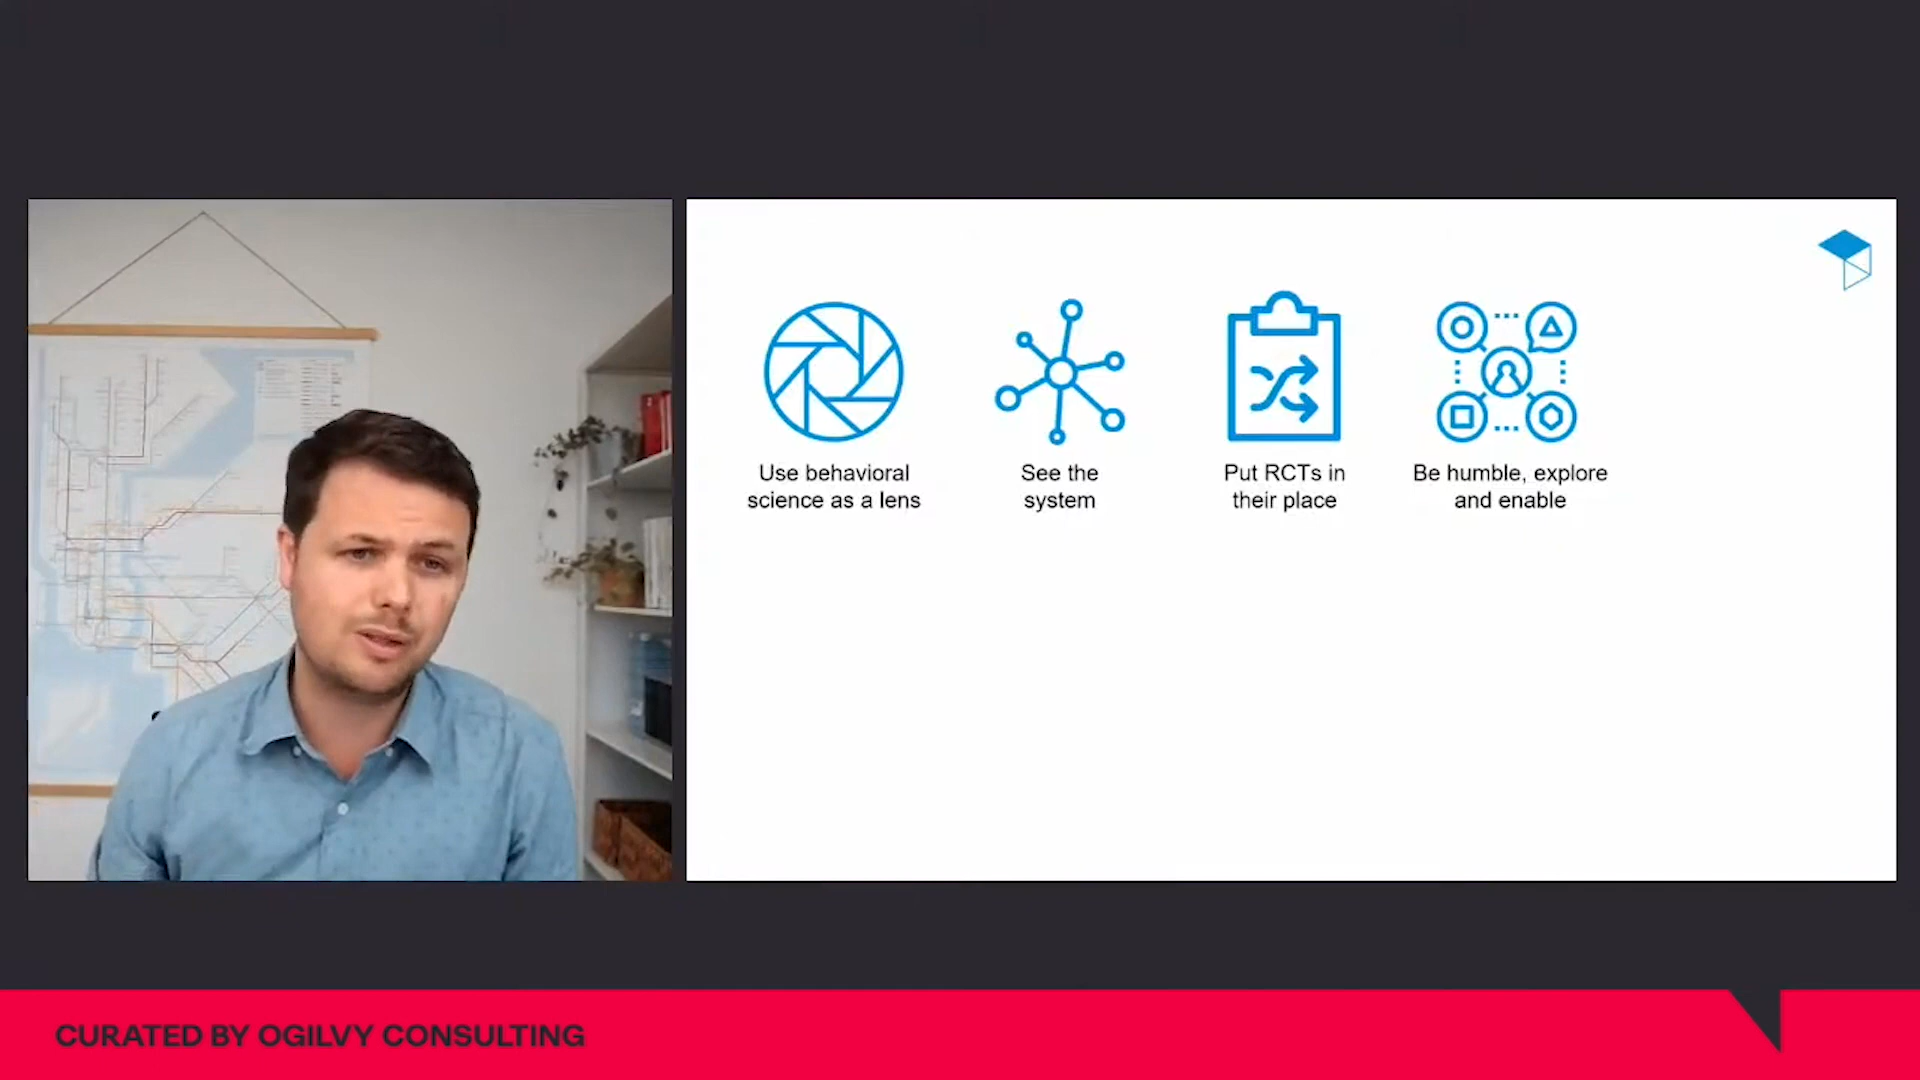 Use behavioral
science as a lens
See the
system
Put RCTs in
their place
Be humble, explore
and enable
CURATED BY OGILVY CONSULTING